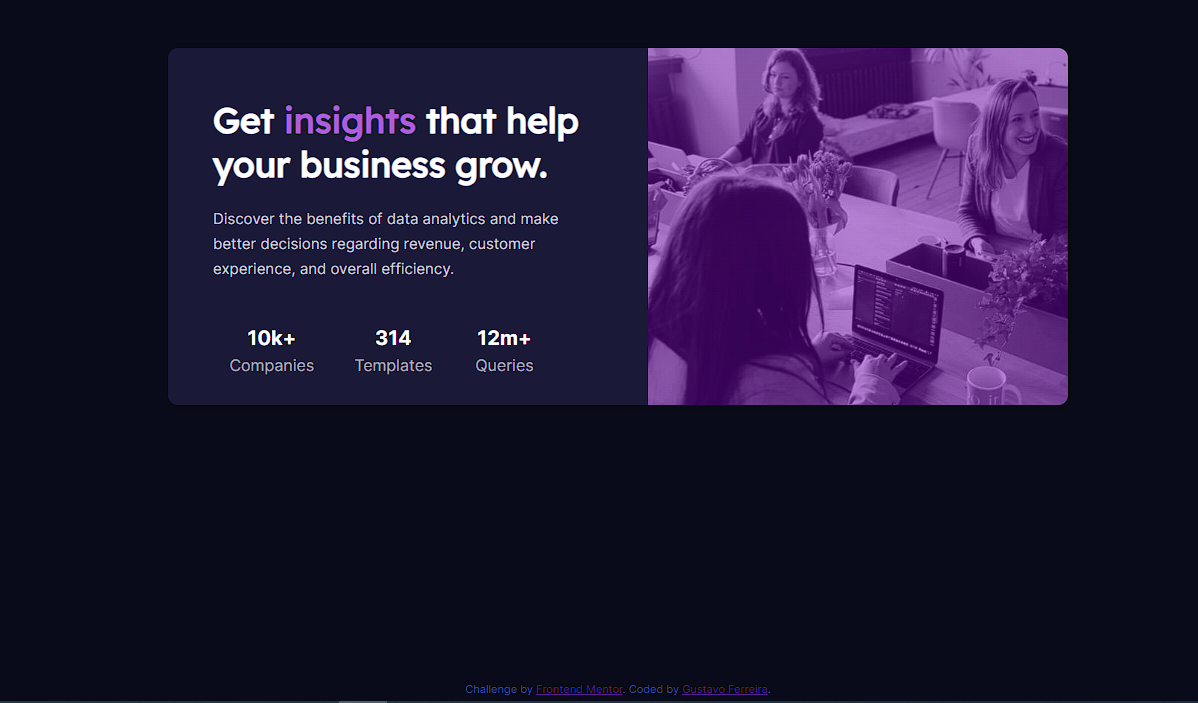 Get insights that help
your business grow.
Discover the benefits of data analytics and make
better decisions regarding revenue, customer
experience, and overall efficiency.
10k+ 314 12m+
Companies Templates Queries
Challenge by Frontend Mentor. Coded by Gustavo Ferreira.